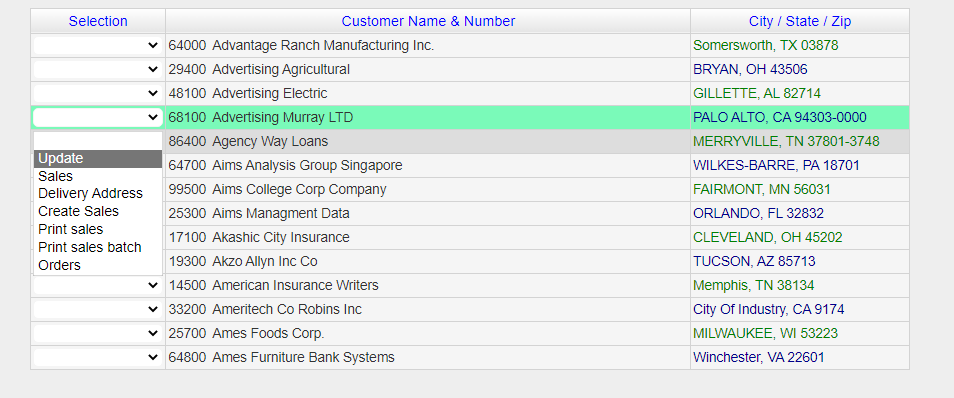 Selection Customer Name & Number City / State / Zip
64000 Advantage Ranch Manufacturing Inc. Somersworth, TX 03878
29400 Advertising Agricultural BRYAN, OH 43506
48100 Advertising Electric GILLETTE, AL 82714
68100 Advertising Murray LTD PALO ALTO, CA 94303-0000
86400 Agency Way Loans MERRYVILLE, TN 37801-3748
Update
64700 Aims Analysis Group Singapore WILKES-BARRE, PA 18701
Sales
Delivery Address
99500 Aims College Corp Company FAIRMONT, MN 56031
Create Sales
25300 Aims Managment Data ORLANDO, FL 32832
Print sales
17100 Akashic City Insurance CLEVELAND, OH 45202
Print sales batch
Orders
19300 Akzo Allyn Inc Co TUCSON, AZ 85713
14500 American Insurance Writers Memphis, TN 38134
33200 Ameritech Co Robins Inc City Of Industry, CA 9174
25700 Ames Foods Corp. MILWAUKEE, WI 53223
64800 Ames Furniture Bank Systems Winchester, VA 22601